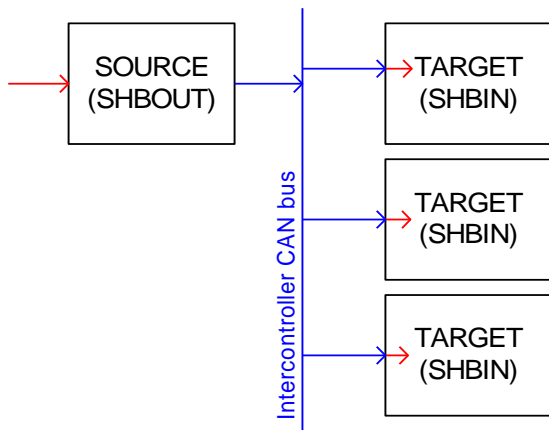 SOURCE
(SHBOUT)
TARGET
(SHBIN)
TARGET
(SHBIN)
TARGET
(SHBIN)
Intercontroller CAN bus